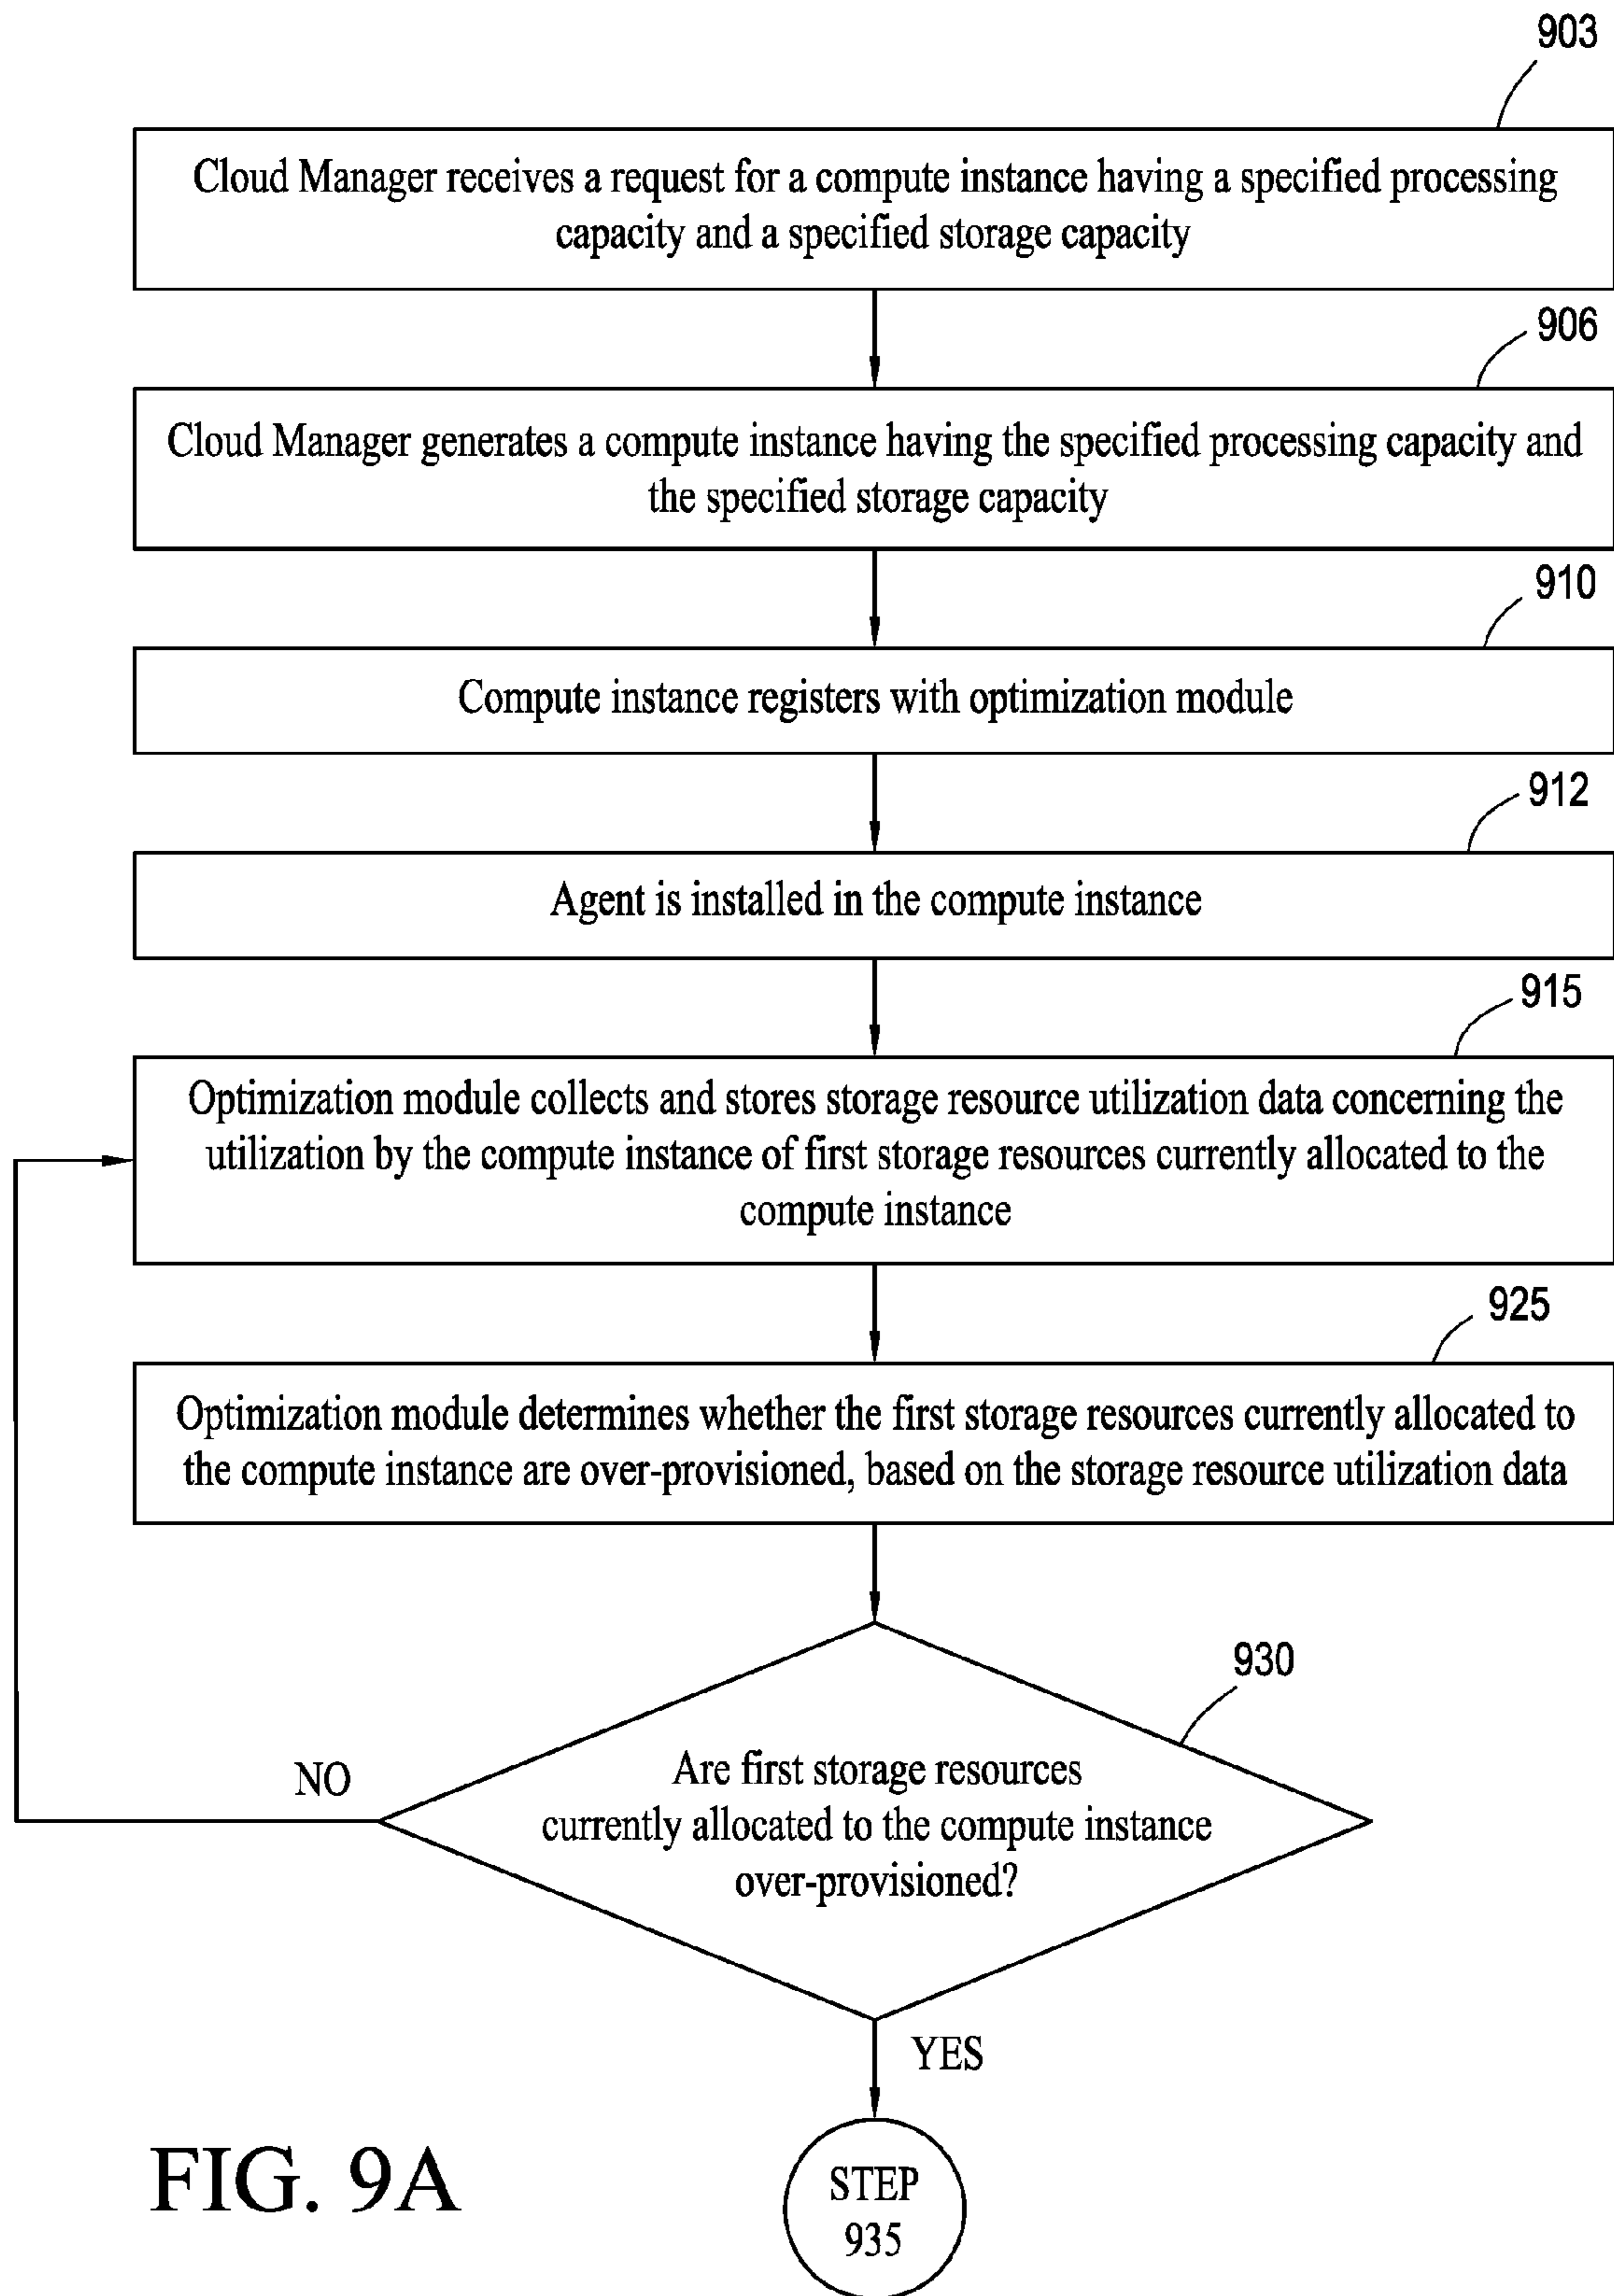 903
Cloud Manager receives a request for a compute instance having a specified processing
capacity and a specified storage capacity
906
Cloud Manager generates a compute instance having the specified processing capacity and
the specified storage capacity
910
Compute instance registers with optimization module
912
Agent is installed in the compute instance
915
Optimization module collects and stores storage resource utilization data concerning the
utilization by the compute instance of first storage resources currently allocated to the
compute instance
925
Optimization module determines whether the first storage resources currently allocated to
the compute instance are over-provisioned, based on the storage resource utilization data
930
Are first storage resources
currently allocated to the compute instance
over-provisioned?
NO
YES
STEP
935
FIG. 9A